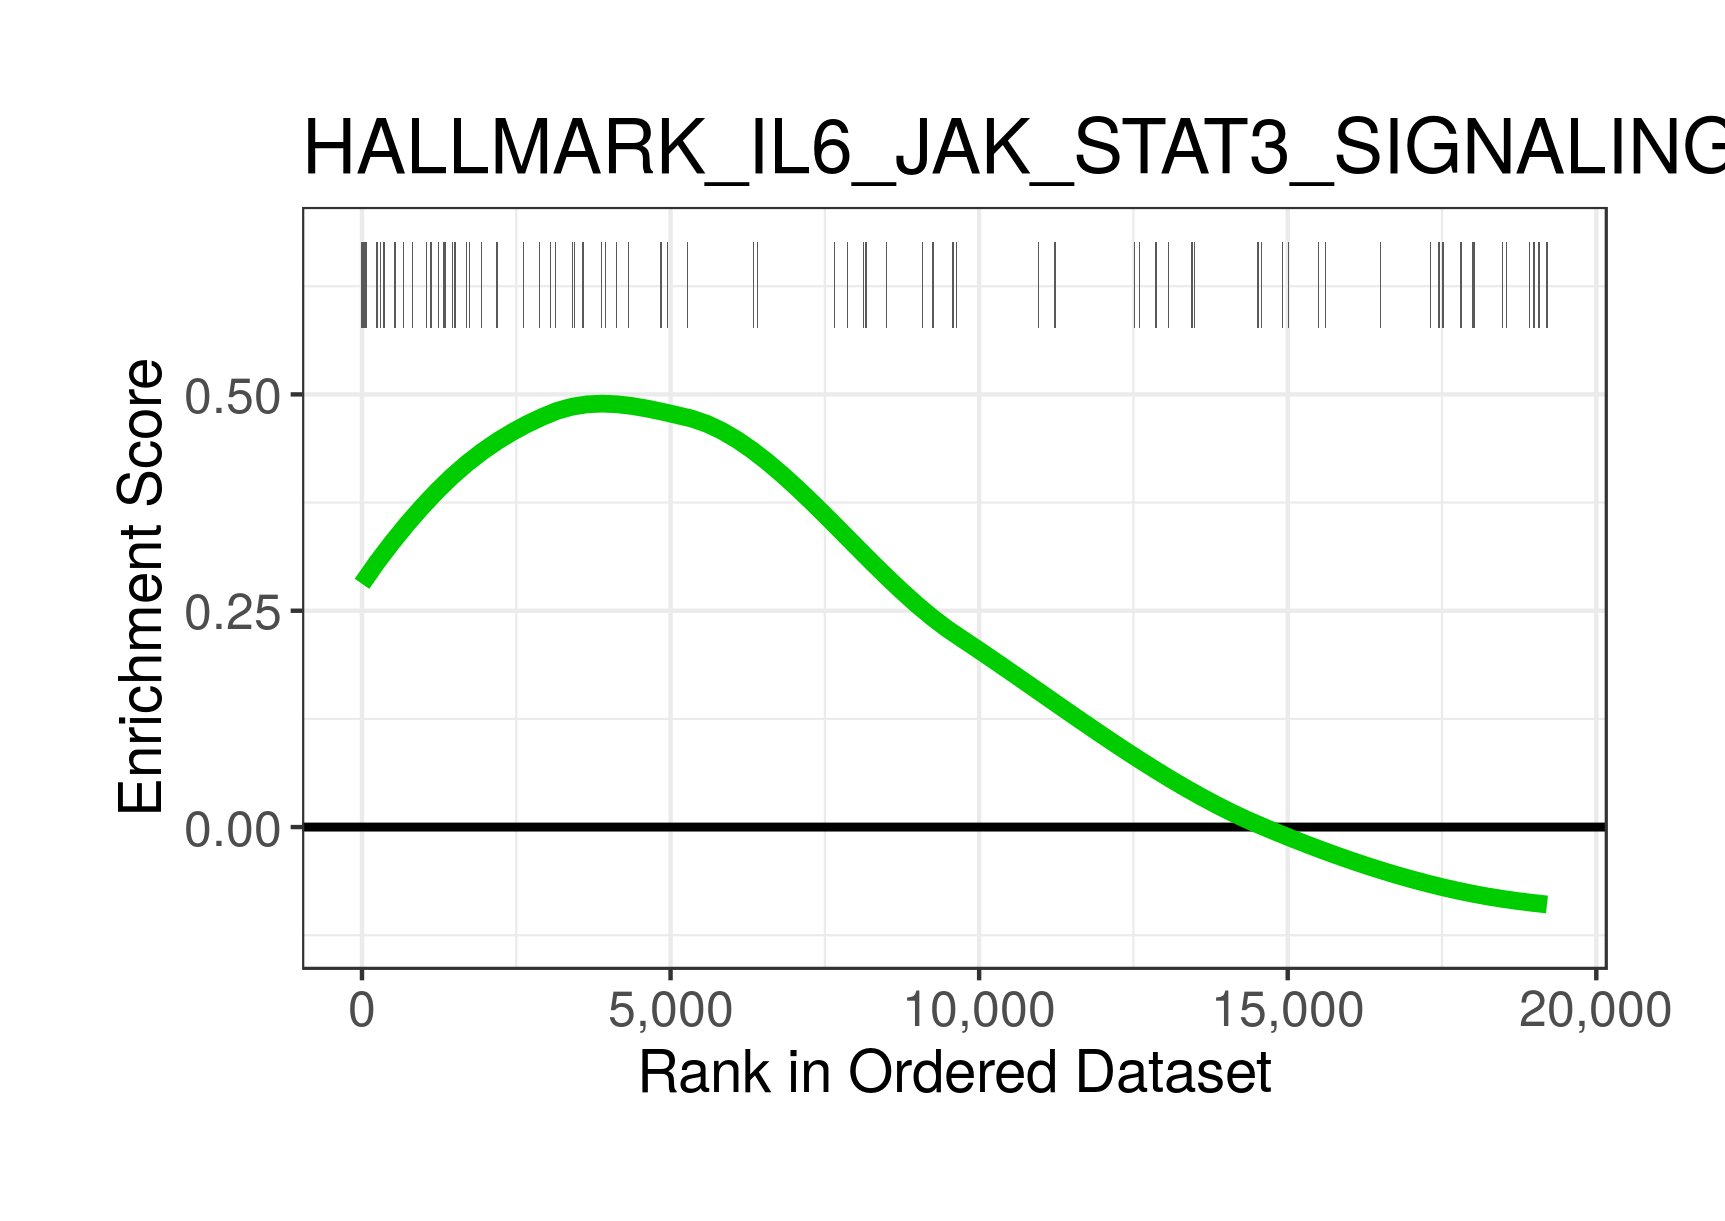 HALLMARK_IL6_JAK_STAT3_SIGNALING
Enrichment Score
0.50
0.25
0.00
0 5,000 10,000 15,000 20,000
Rank in Ordered Dataset